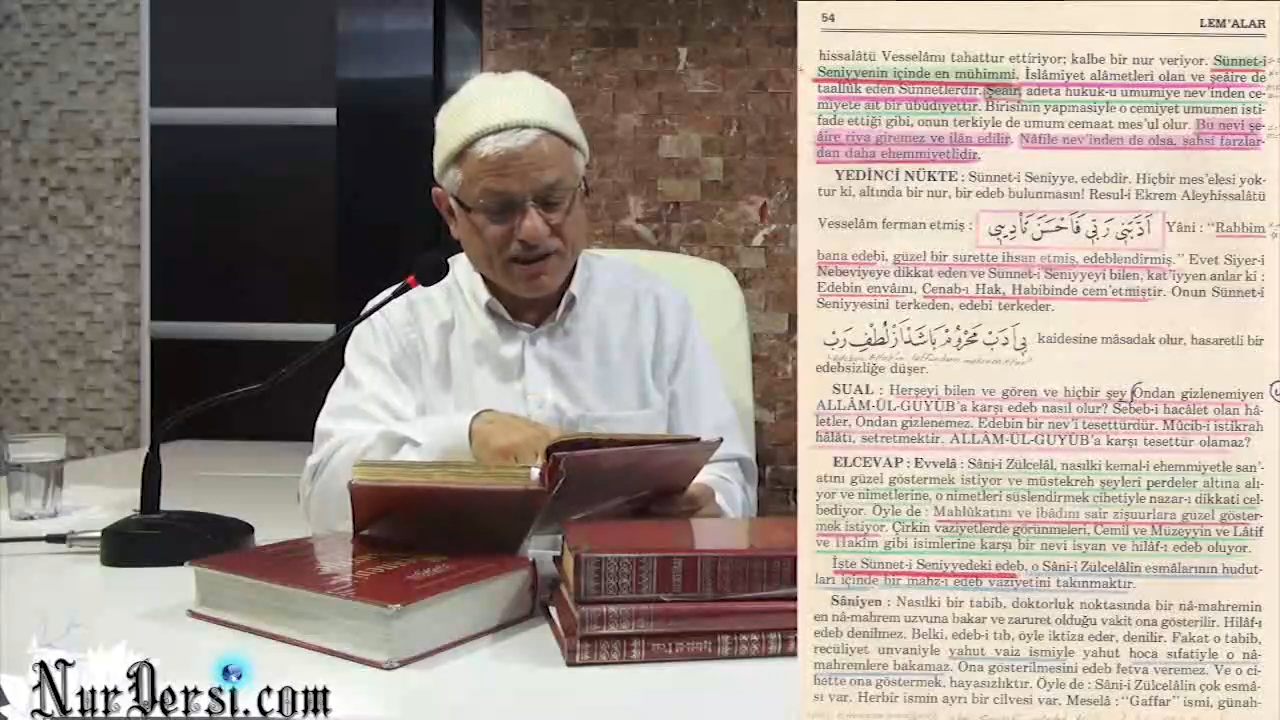 54
LEM'ALAR
hissalâtü Vesselâmı tahattur ettiriyor; kalbe bir nur veriyor. Sünnet-i
Seniyyenin içinde en mühimmi, İslâmiyet alâmetleri olan ve şeâire de
taallûk eden Sünnetlerdir. Şeâir, adeta hukuk-u umumiye nev'inden ce-
miyete ait bir ubûdiyettir. Birisinin yapmasiyle o cemiyet umumen isti-
fade ettiği gibi, onun terkiyle de umum cemaat mes'ul olur. Bu nevi şe-
âire riya giremez ve ilân edilir. Nâfile nev'inden de olsa, şahsî farzlar-
dan daha ehemmiyetlidir.
YEDİNCİ NÜKTE : Sünnet-i Seniyye, edebdir. Hiçbir mes'elesi yok-
tur ki, altında bir nur, bir edeb bulunmasın! Resul-i Ekrem Aleyhissalâtü
Vesselâm ferman etmiş : اَدَّبَنِى رَبِّى فَاَحْسَنَ تَاْدِيبِى Yâni : "Rabbim
bana edebi, güzel bir surette ihsan etmiş, edeblendirmiş." Evet Siyer-i
Nebeviyeye dikkat eden ve Sünnet-i Seniyyeyi bilen, kat'iyyen anlar ki :
Edebin envâını, Cenab-ı Hak, Habibinde cem'etmiştir. Onun Sünnet-i
Seniyyesini terkeden, edebi terkeder.
بِى اَدَبْ مَحْرُومْ بَاشَدْ اَزْ لُطْفِ رَبْ kaidesine mâsadak olur, hasaretli bir
edebsizliğe düşer.
SUAL : Herşeyi bilen ve gören ve hiçbir şey Ondan gizlenemiyen
ALLÂM-ÜL-GUYÛB'a karşı edeb nasıl olur? Sebeb-i hacâlet olan hâ-
letler, Ondan gizlenemez. Edebin bir nev'i tesettürdür. Mûcib-i istikrah
hâlâtı, setretmektir. ALLÂM-ÜL-GUYÛB'a karşı tesettür olamaz?
ELCEVAP : Evvelâ : Sâni-i Zülcelâl, nasılki kemal-i ehemmiyetle san'-
atını güzel göstermek istiyor ve müstekreh şeyleri perdeler altına alı-
yor ve nimetlerine, o nimetleri süslendirmek cihetiyle nazar-ı dikkati cel-
bediyor. Öyle de : Mahlûkatını ve ibâdını sair zîşuurlara güzel göster-
mek istiyor. Çirkin vaziyetlerde görünmeleri, Cemîl ve Müzeyyin ve Lâtif
ve Hakîm gibi isimlerine karşı bir nevi isyan ve hilâf-ı edeb oluyor.
İşte Sünnet-i Seniyyedeki edeb, o Sâni-i Zülcelâlin esmâlarının hudut-
ları içinde bir mahz-ı edeb vaziyetini takınmaktır.
Sâniyen : Nasılki bir tabib, doktorluk noktasında bir nâ-mahremin
en nâ-mahrem uzvuna bakar ve zaruret olduğu vakit ona gösterilir. Hilâf-ı
edeb denilmez. Belki, edeb-i tıb, öyle iktiza eder, denilir. Fakat o tabib,
recüliyet unvaniyle yahut vaiz ismiyle yahut hoca sıfatiyle o nâ-
mahremlere bakamaz. Ona gösterilmesini edeb fetva veremez. Ve o ci-
hette ona göstermek, hayasızlıktır. Öyle de : Sâni-i Zülcelâlin çok esmâ-
sı var. Herbir ismin ayrı bir cilvesi var. Meselâ : "Gaffar" ismi, günah-
NurDersi.com